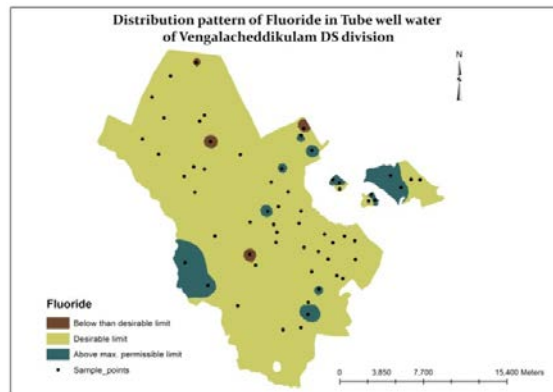 Distribution pattern of Fluoride in Tube well water
of Vengalacheddikulam DS division
N
Fluoride
Below than desirable limit
Desirable limit
Above max. permissible limit
Sample_points
0 3,850 7,700 15,400 Meters